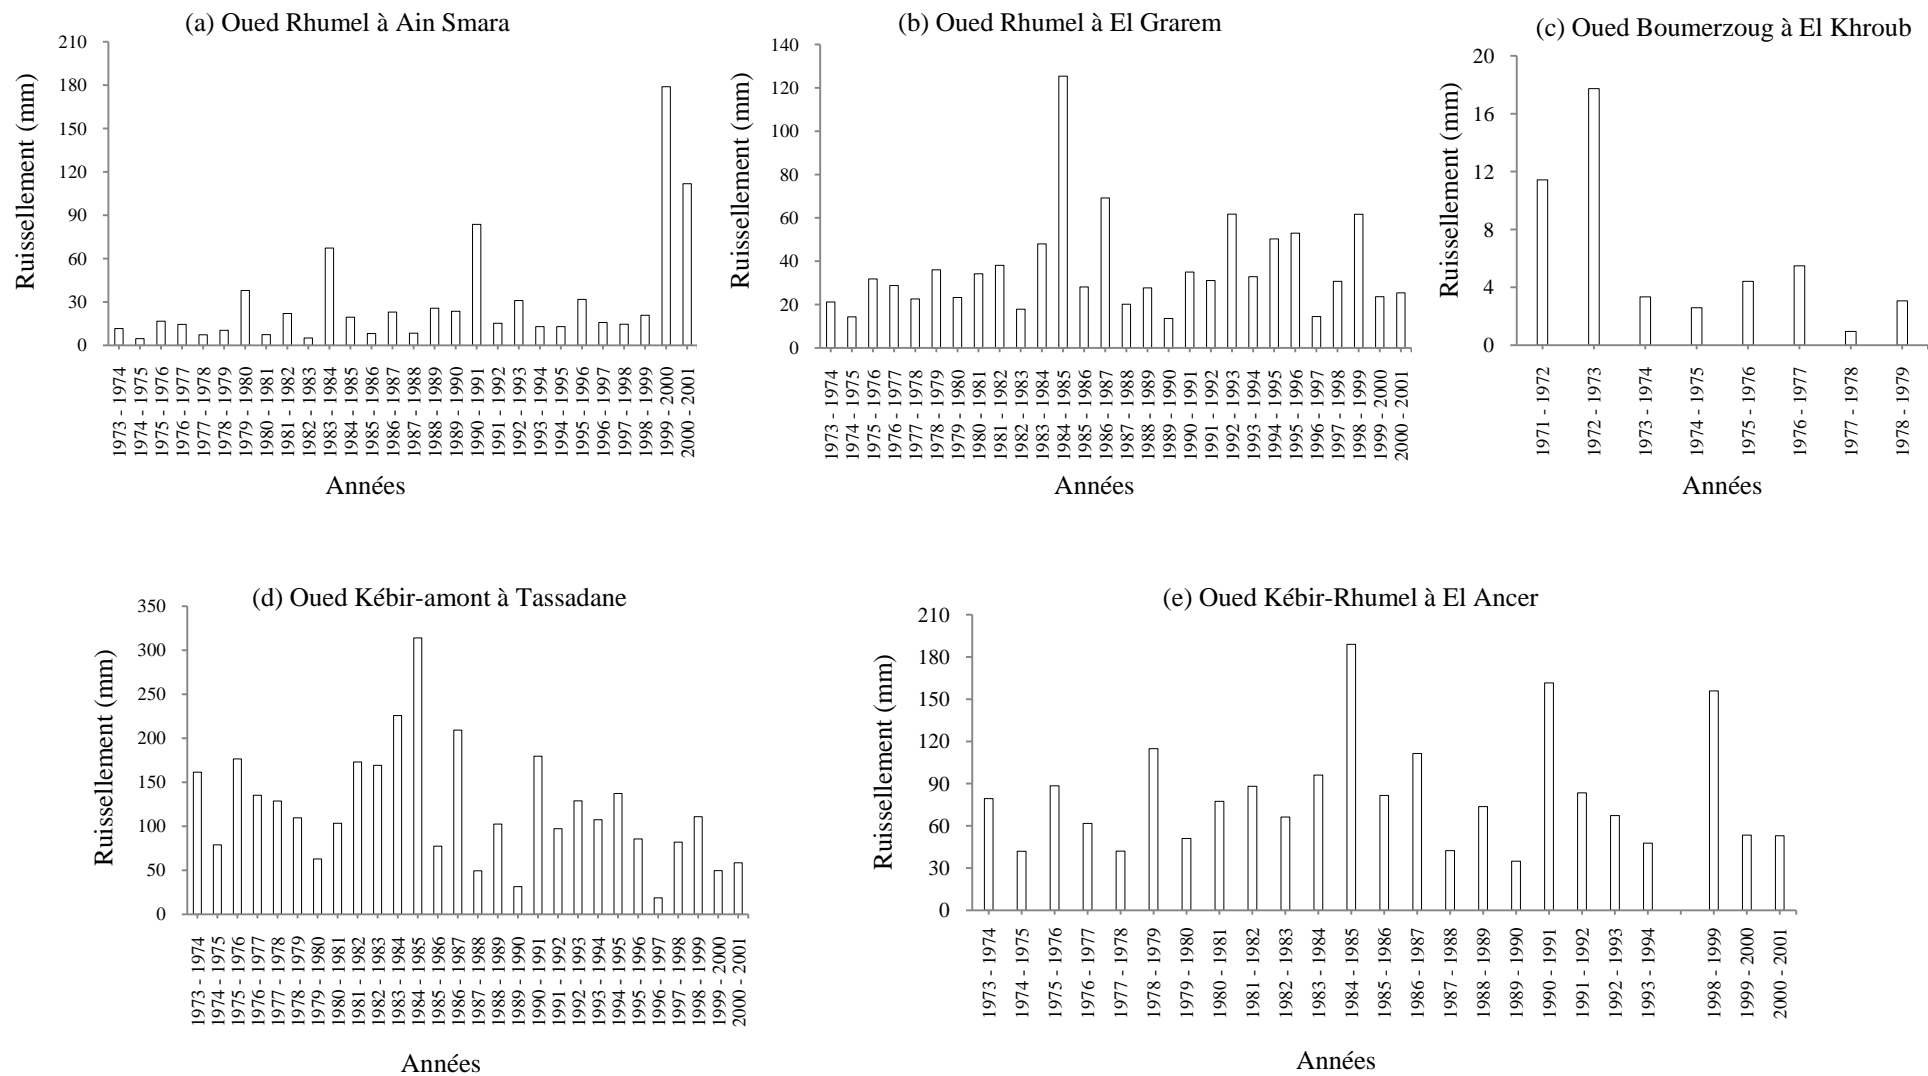 (a) Oued Rhumel à Ain Smara
Ruissellement (mm)
210
180
150
120
90
60
30
0
1973 - 1974
1974 - 1975
1975 - 1976
1976 - 1977
1977 - 1978
1978 - 1979
1979 - 1980
1980 - 1981
1981 - 1982
1982 - 1983
1983 - 1984
1984 - 1985
1985 - 1986
1986 - 1987
1987 - 1988
1988 - 1989
1989 - 1990
1990 - 1991
1991 - 1992
1992 - 1993
1993 - 1994
1994 - 1995
1995 - 1996
1996 - 1997
1997 - 1998
1998 - 1999
1999 - 2000
2000 - 2001
Années
(b) Oued Rhumel à El Grarem
Ruissellement (mm)
140
120
100
80
60
40
20
0
1973 - 1974
1974 - 1975
1975 - 1976
1976 - 1977
1977 - 1978
1978 - 1979
1979 - 1980
1980 - 1981
1981 - 1982
1982 - 1983
1983 - 1984
1984 - 1985
1985 - 1986
1986 - 1987
1987 - 1988
1988 - 1989
1989 - 1990
1990 - 1991
1991 - 1992
1992 - 1993
1993 - 1994
1994 - 1995
1995 - 1996
1996 - 1997
1997 - 1998
1998 - 1999
1999 - 2000
2000 - 2001
Années
(c) Oued Boumerzoug à El Khroub
Ruissellement (mm)
20
16
12
8
4
0
1971 - 1972
1972 - 1973
1973 - 1974
1974 - 1975
1975 - 1976
1976 - 1977
1977 - 1978
1978 - 1979
Années
(d) Oued Kébir-amont à Tassadane
Ruissellement (mm)
350
300
250
200
150
100
50
0
1973 - 1974
1974 - 1975
1975 - 1976
1976 - 1977
1977 - 1978
1978 - 1979
1979 - 1980
1980 - 1981
1981 - 1982
1982 - 1983
1983 - 1984
1984 - 1985
1985 - 1986
1986 - 1987
1987 - 1988
1988 - 1989
1989 - 1990
1990 - 1991
1991 - 1992
1992 - 1993
1993 - 1994
1994 - 1995
1995 - 1996
1996 - 1997
1997 - 1998
1998 - 1999
1999 - 2000
2000 - 2001
Années
(e) Oued Kébir-Rhumel à El Ancer
Ruissellement (mm)
210
180
150
120
90
60
30
0
1973 - 1974
1974 - 1975
1975 - 1976
1976 - 1977
1977 - 1978
1978 - 1979
1979 - 1980
1980 - 1981
1981 - 1982
1982 - 1983
1983 - 1984
1984 - 1985
1985 - 1986
1986 - 1987
1987 - 1988
1988 - 1989
1989 - 1990
1990 - 1991
1991 - 1992
1992 - 1993
1993 - 1994
1998 - 1999
1999 - 2000
2000 - 2001
Années